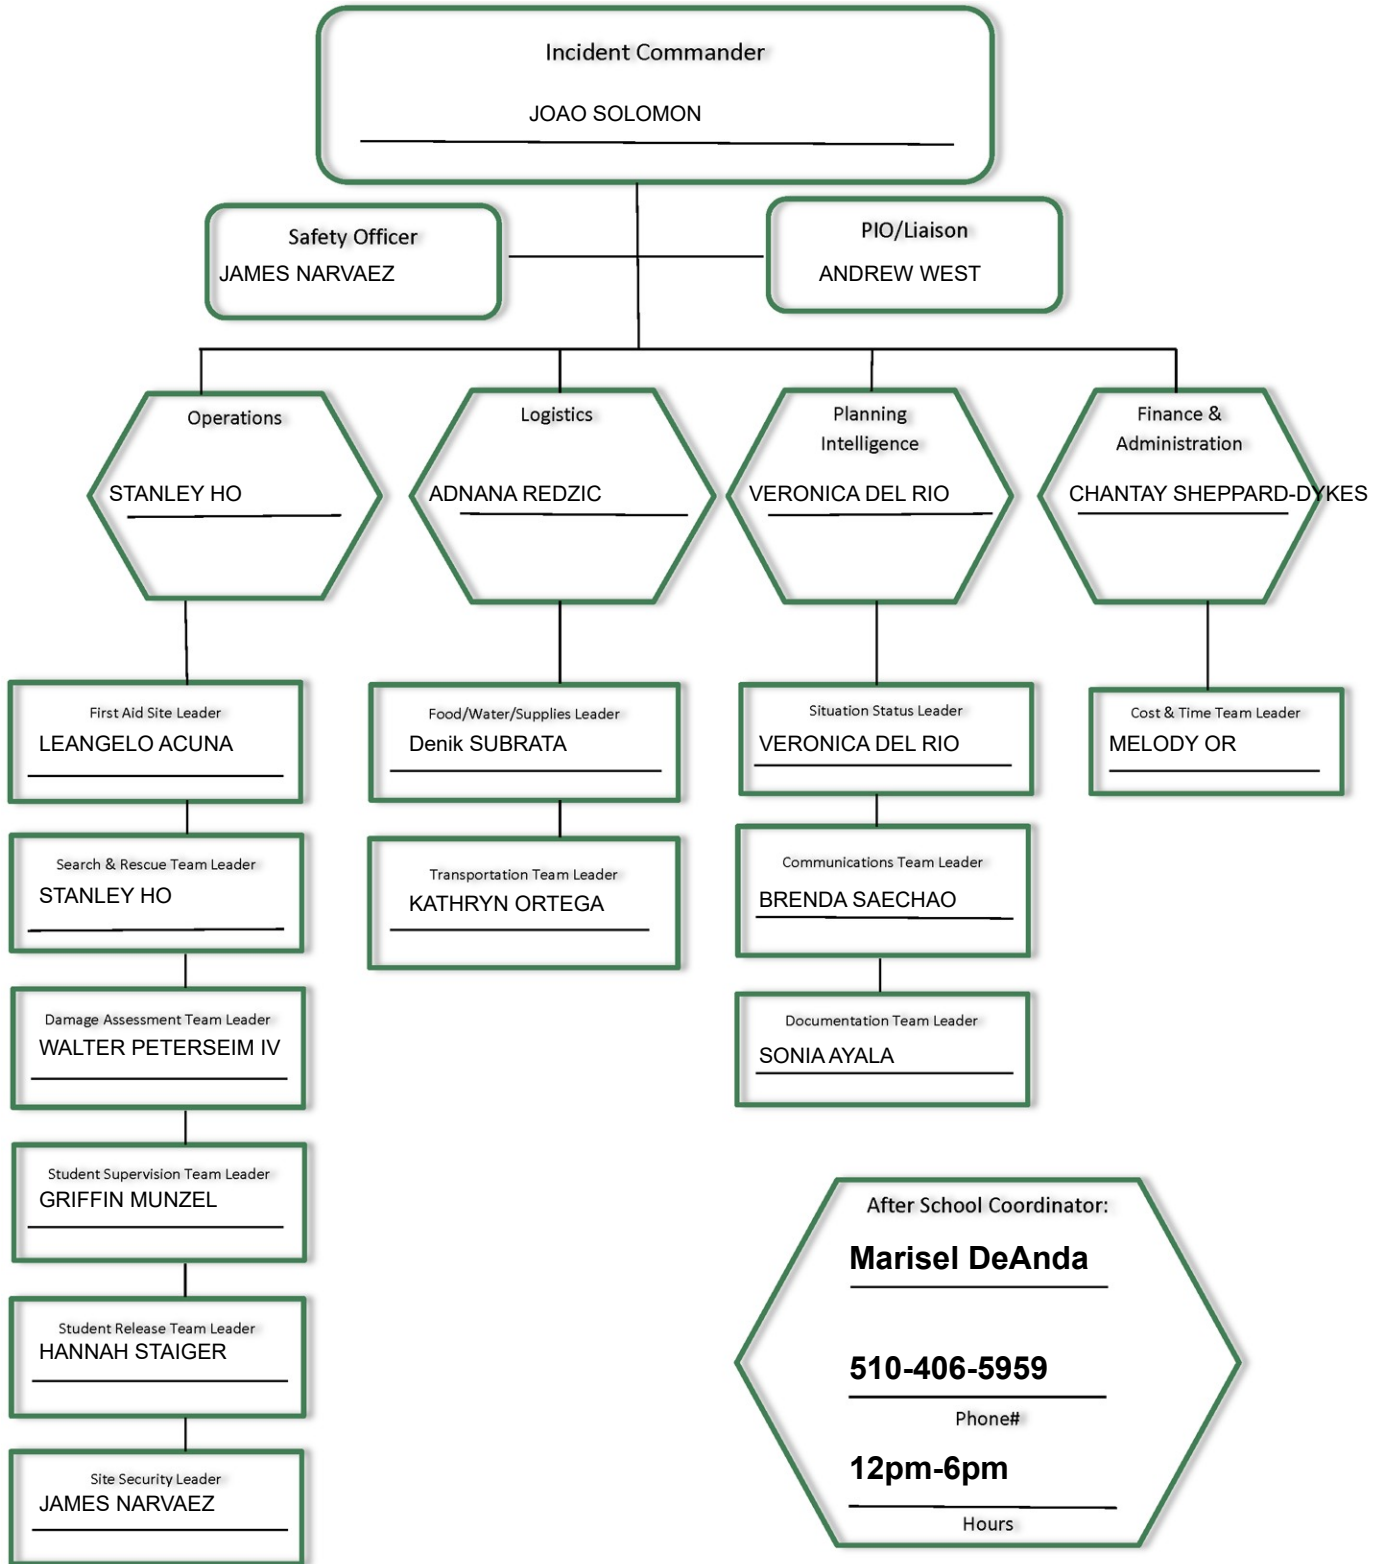 Incident Commander
JOAO SOLOMON
Safety Officer
JAMES NARVAEZ
PIO/Liaison
ANDREW WEST
Operations
STANLEY HO
Logistics
ADNANA REDZIC
Planning
Intelligence
VERONICA DEL RIO
Finance &
Administration
CHANTAY SHEPPARD-DYKES
First Aid Site Leader
LEANGELO ACUNA
Search & Rescue Team Leader
STANLEY HO
Damage Assessment Team Leader
WALTER PETERSEIM IV
Student Supervision Team Leader
GRIFFIN MUNZEL
Student Release Team Leader
HANNAH STAIGER
Site Security Leader
JAMES NARVAEZ
Food/Water/Supplies Leader
Denik SUBRATA
Transportation Team Leader
KATHRYN ORTEGA
Situation Status Leader
VERONICA DEL RIO
Communications Team Leader
BRENDA SAECHAO
Documentation Team Leader
SONIA AYALA
Cost & Time Team Leader
MELODY OR
After School Coordinator:
Marisel DeAnda
510-406-5959
Phone#
12pm-6pm
Hours